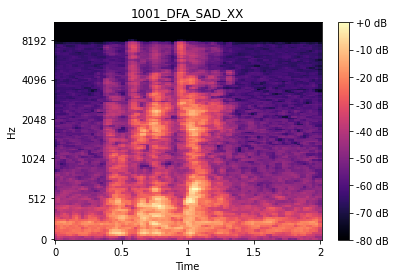 1001_DFA_SAD_XX
Hz
8192
4096
2048
1024
512
0
0
0.5
1
1.5
2
Time
+0 dB
-10 dB
-20 dB
-30 dB
-40 dB
-50 dB
-60 dB
-70 dB
-80 dB